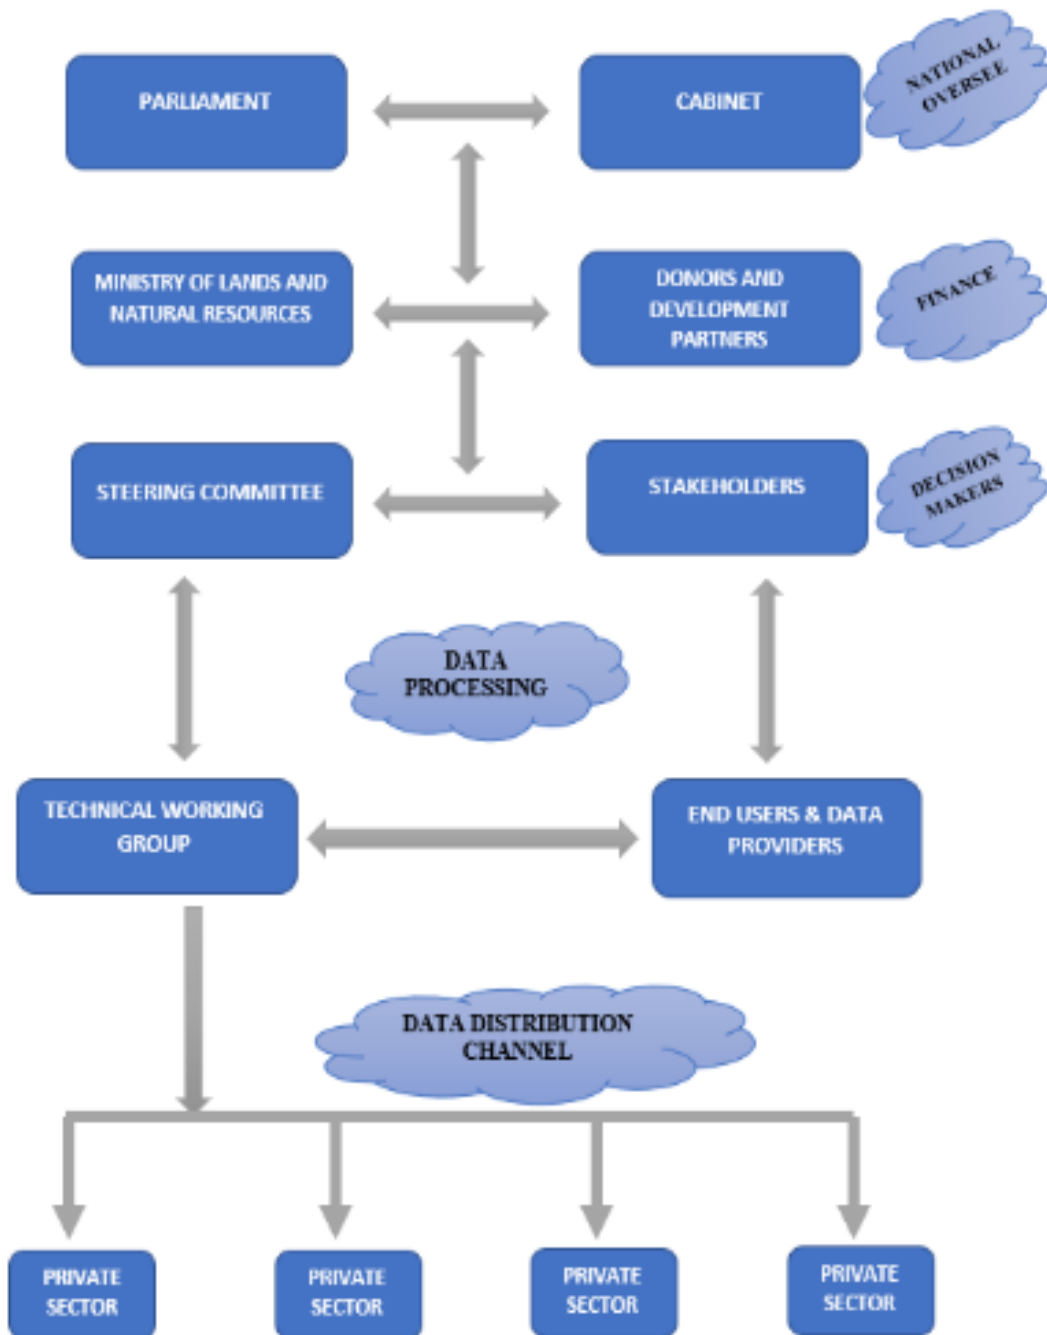 PARLIAMENT
CABINET
NATIONAL
OVERSEE
MINISTRY OF LANDS AND
NATURAL RESOURCES
DONORS AND
DEVELOPMENT
PARTNERS
FINANCE
STEERING COMMITTEE
STAKEHOLDERS
DECISION
MAKERS
DATA
PROCESSING
TECHNICAL WORKING
GROUP
END USERS & DATA
PROVIDERS
DATA DISTRIBUTION
CHANNEL
PRIVATE
SECTOR
PRIVATE
SECTOR
PRIVATE
SECTOR
PRIVATE
SECTOR